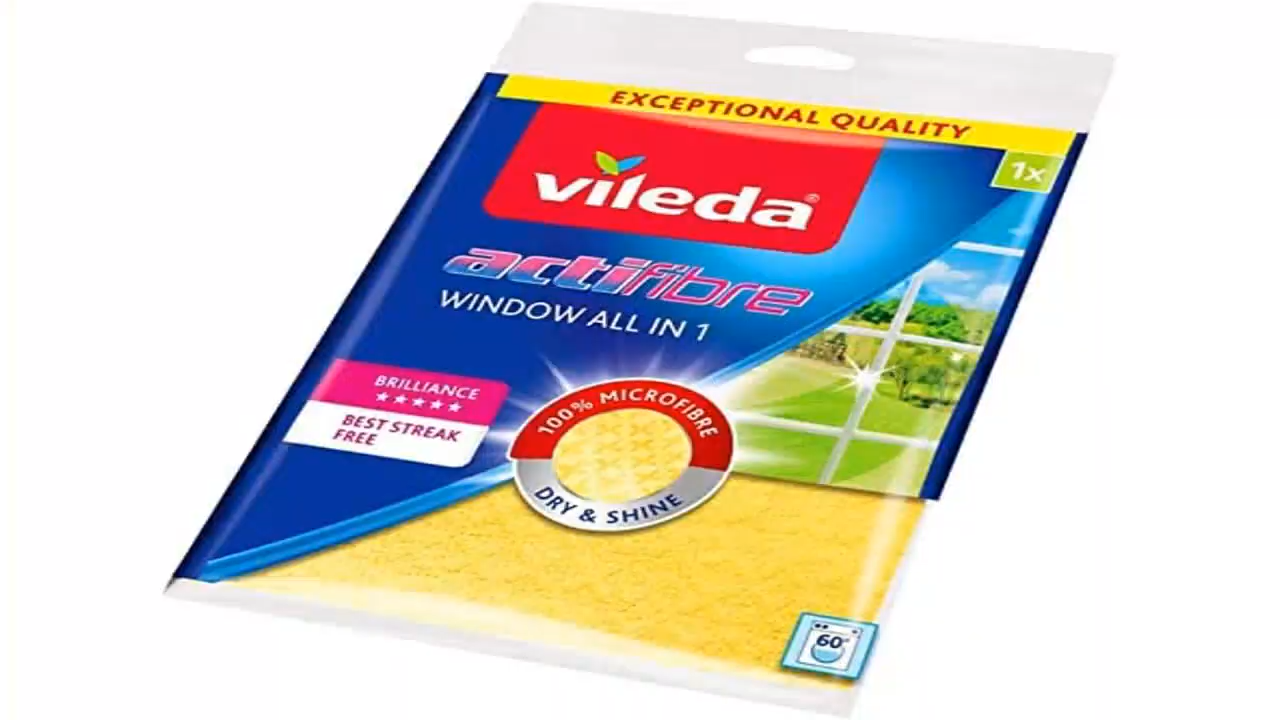 EXCEPTIONAL QUALITY
1x
vileda®
actifibre
WINDOW ALL IN 1
BRILLIANCE
★★★★★
BEST STREAK
FREE
100% MICROFIBRE
DRY & SHINE
60°